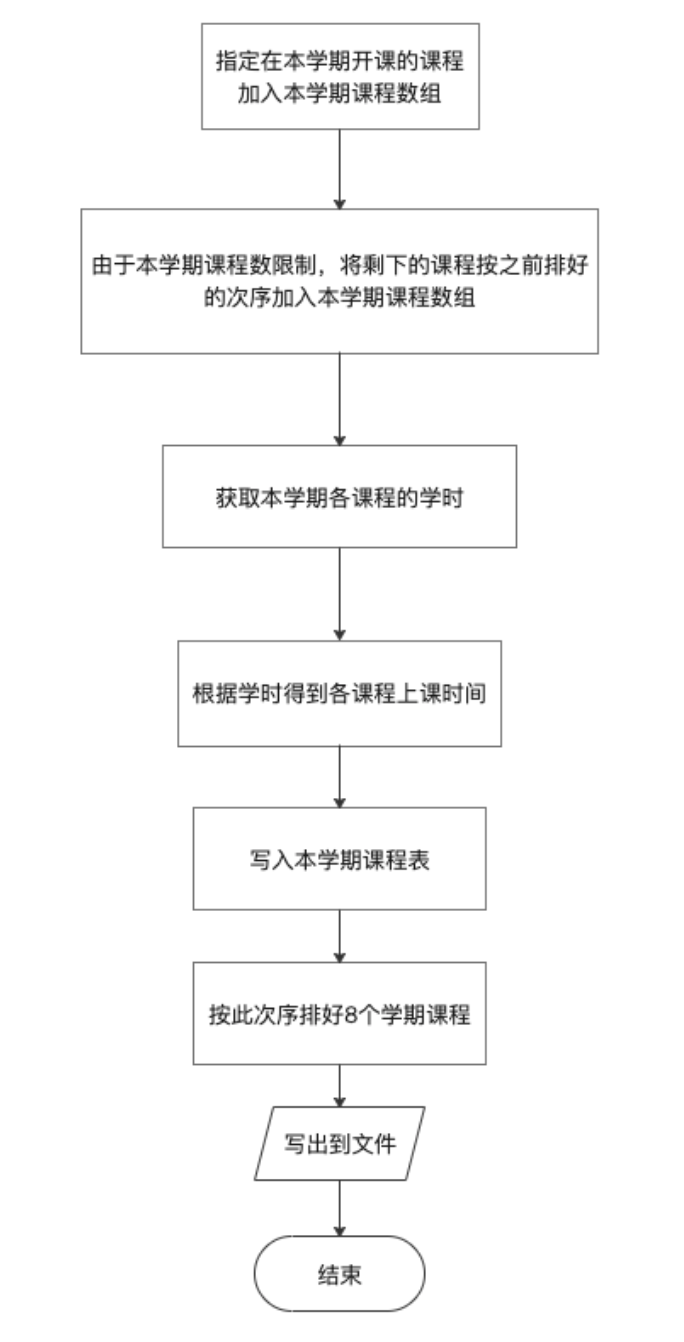 指定在本学期开课的课程
加入本学期课程数组
由于本学期课程数限制，将剩下的课程按之前排好
的次序加入本学期课程数组
获取本学期各课程的学时
根据学时得到各课程上课时间
写入本学期课程表
按此次序排好8个学期课程
写出到文件
结束